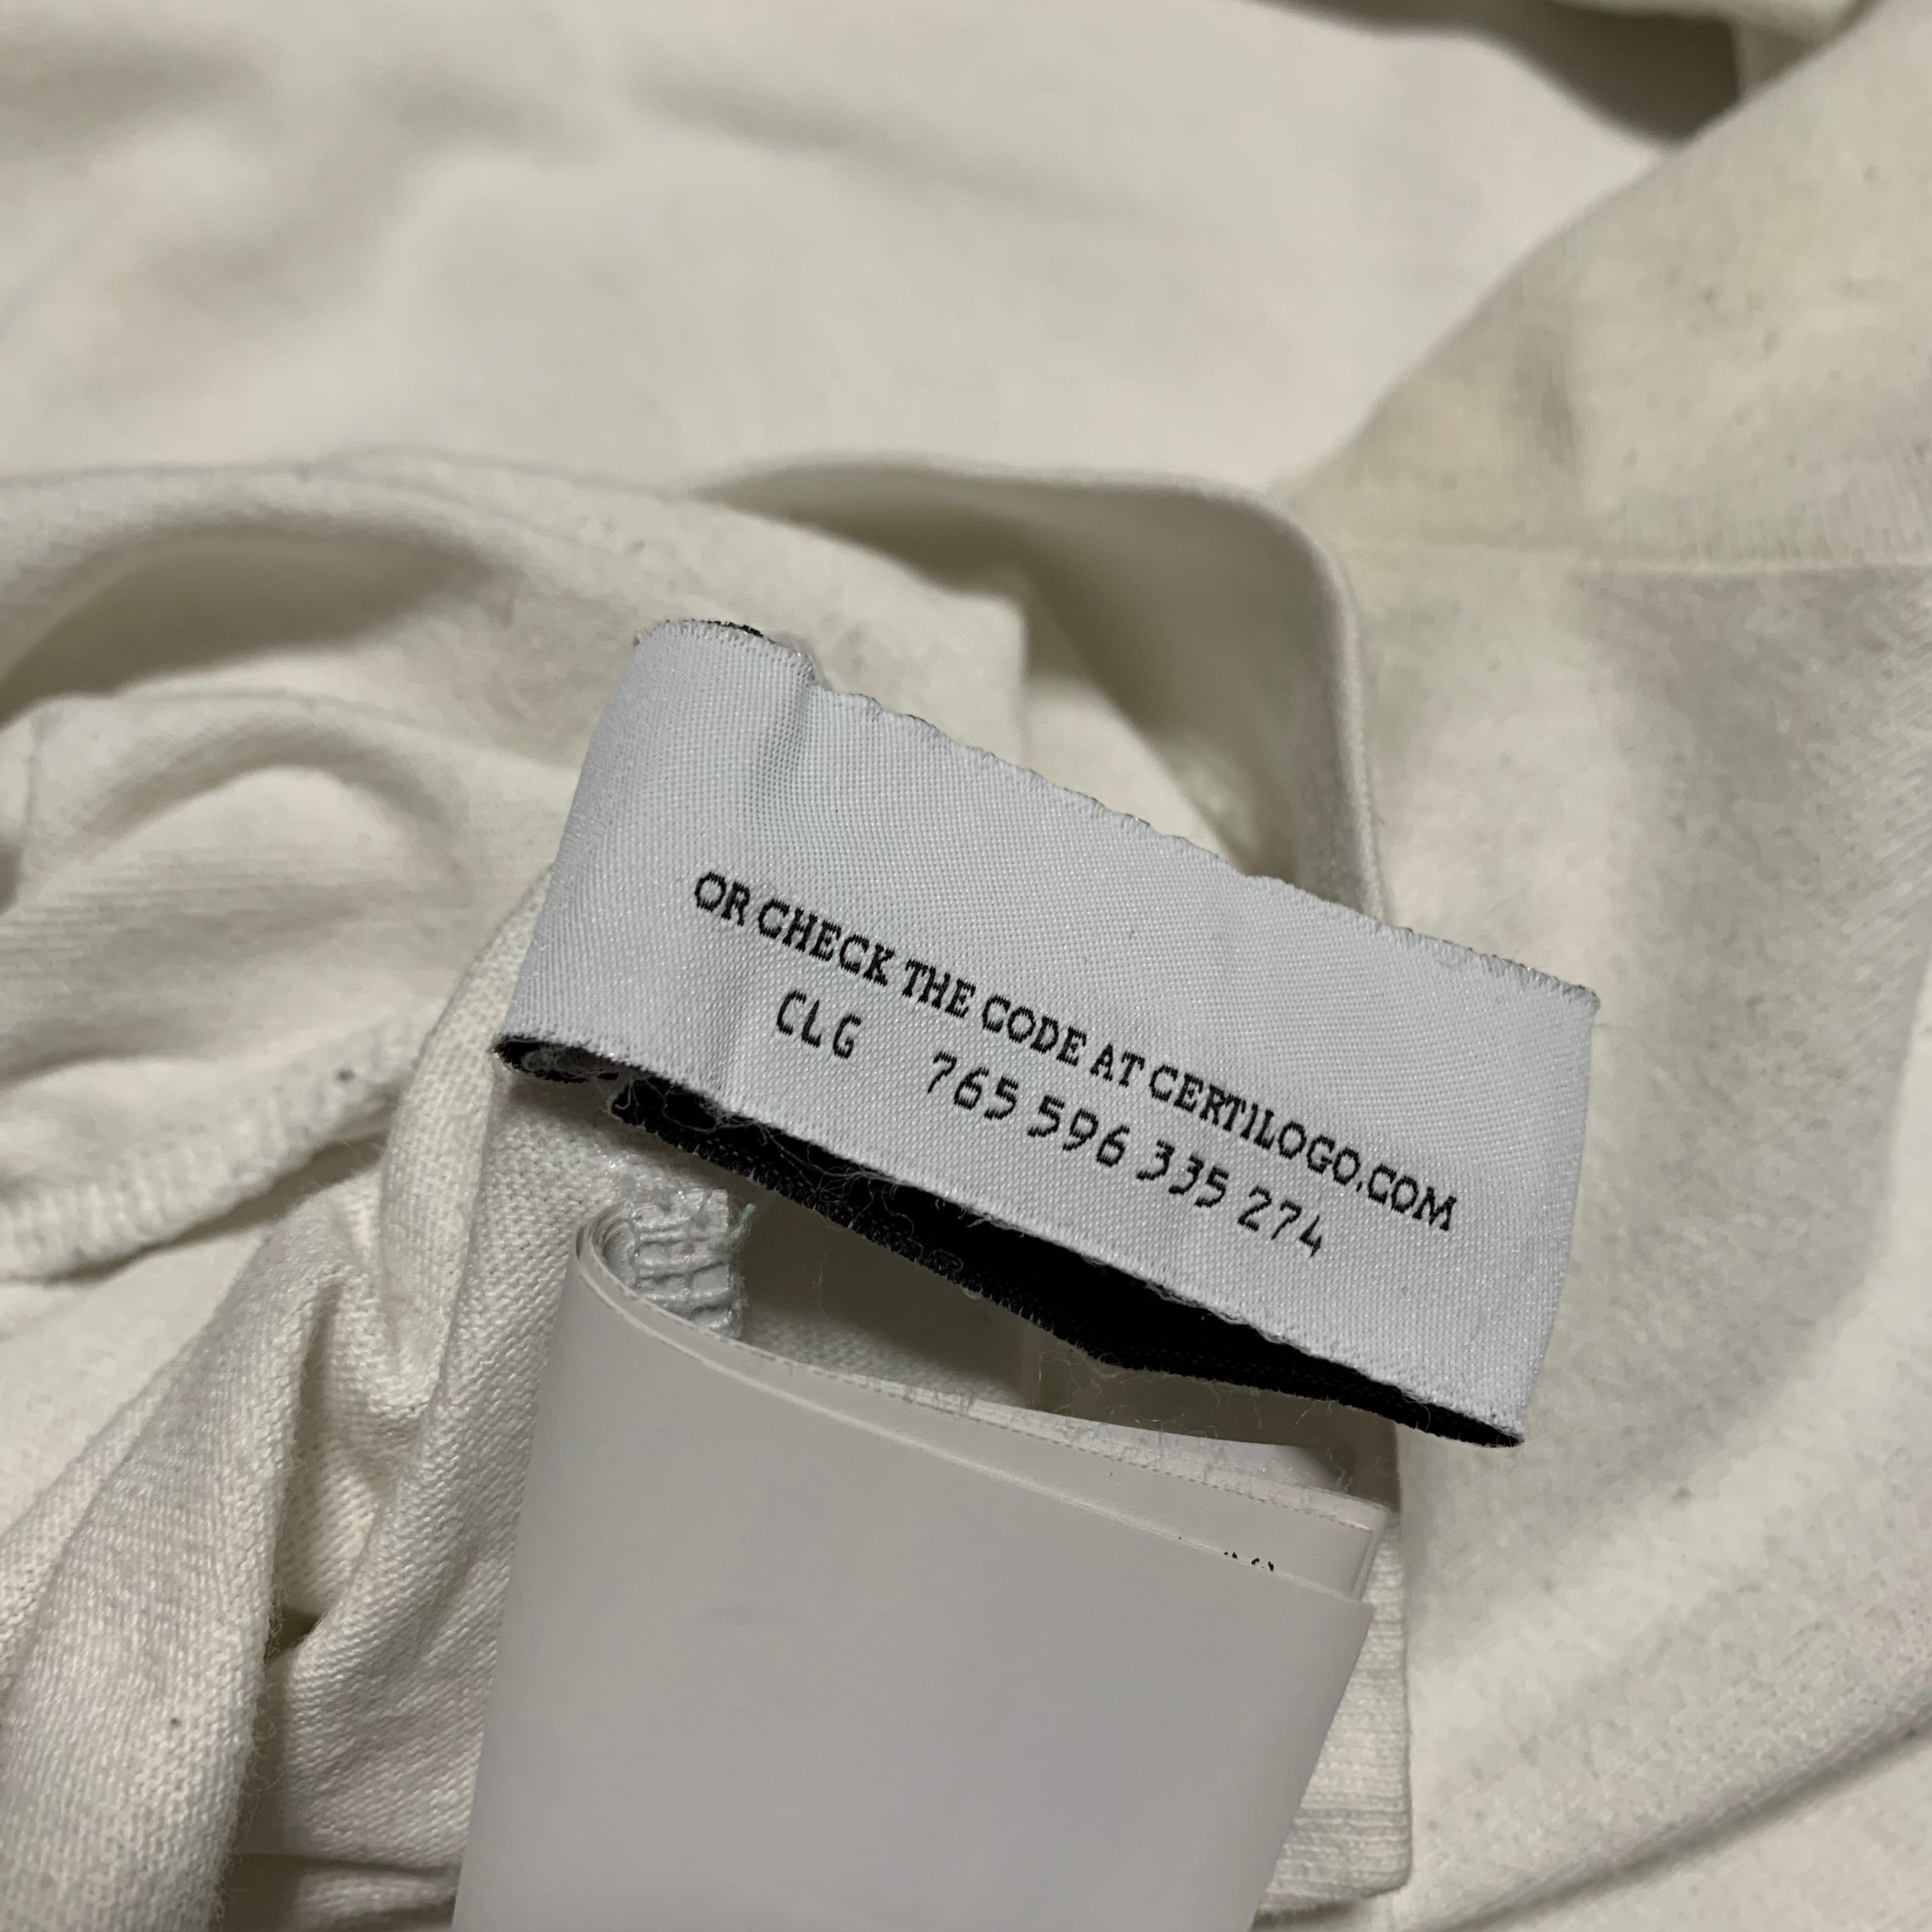 OR CHECK THE CODE AT CERTILOGO.COM
CLG 765 596 335 274